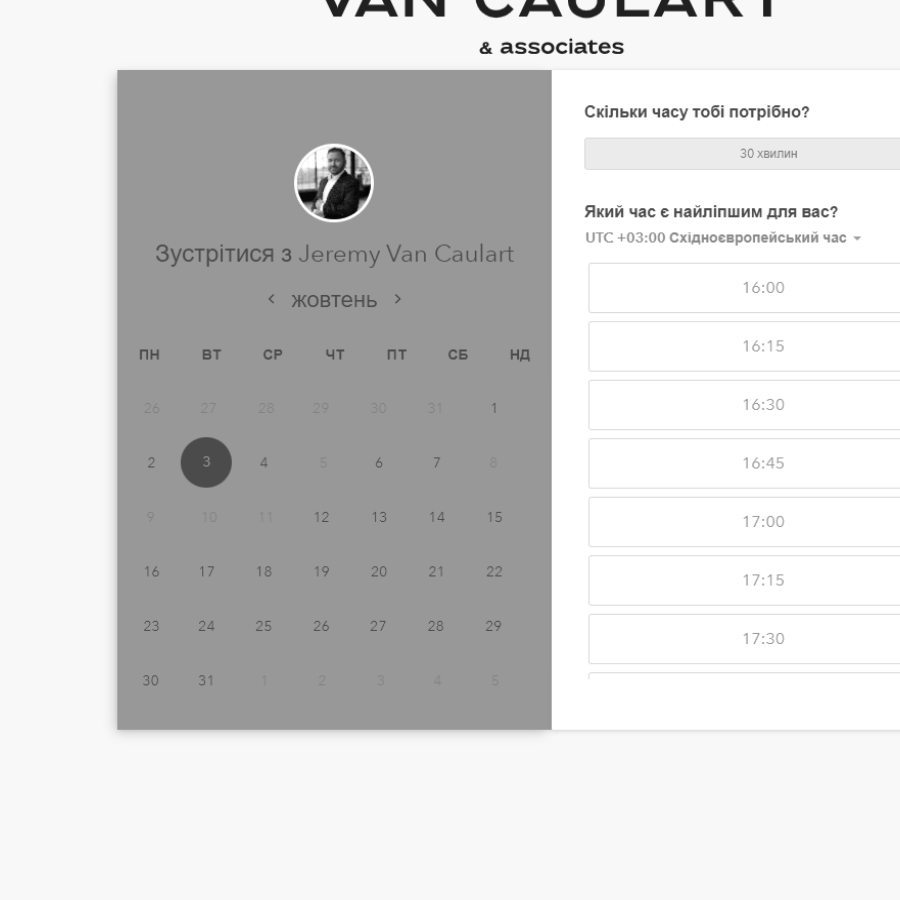 VAN CAULART
& associates
Зустрітися з Jeremy Van Caulart
жовтень
ПН ВТ СР ЧТ ПТ СБ НД
26 27 28 29 30 31 1
2 3 4 5 6 7 8
9 10 11 12 13 14 15
16 17 18 19 20 21 22
23 24 25 26 27 28 29
30 31 1 2 3 4 5
Скільки часу тобі потрібно?
30 хвилин
Який час є найліпшим для вас?
UTC +03:00 Східноєвропейський час
16:00
16:15
16:30
16:45
17:00
17:15
17:30